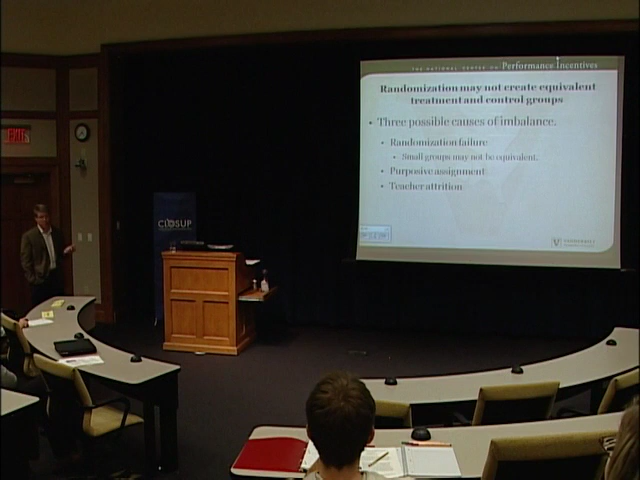 THE NATIONAL CENTER ON Performance Incentives
Randomization may not create equivalent
treatment and control groups
• Three possible causes of imbalance.
• Randomization failure
• Small groups may not be equivalent.
• Purposive assignment
• Teacher attrition
V VANDERBILT
EXIT
CLOSUP